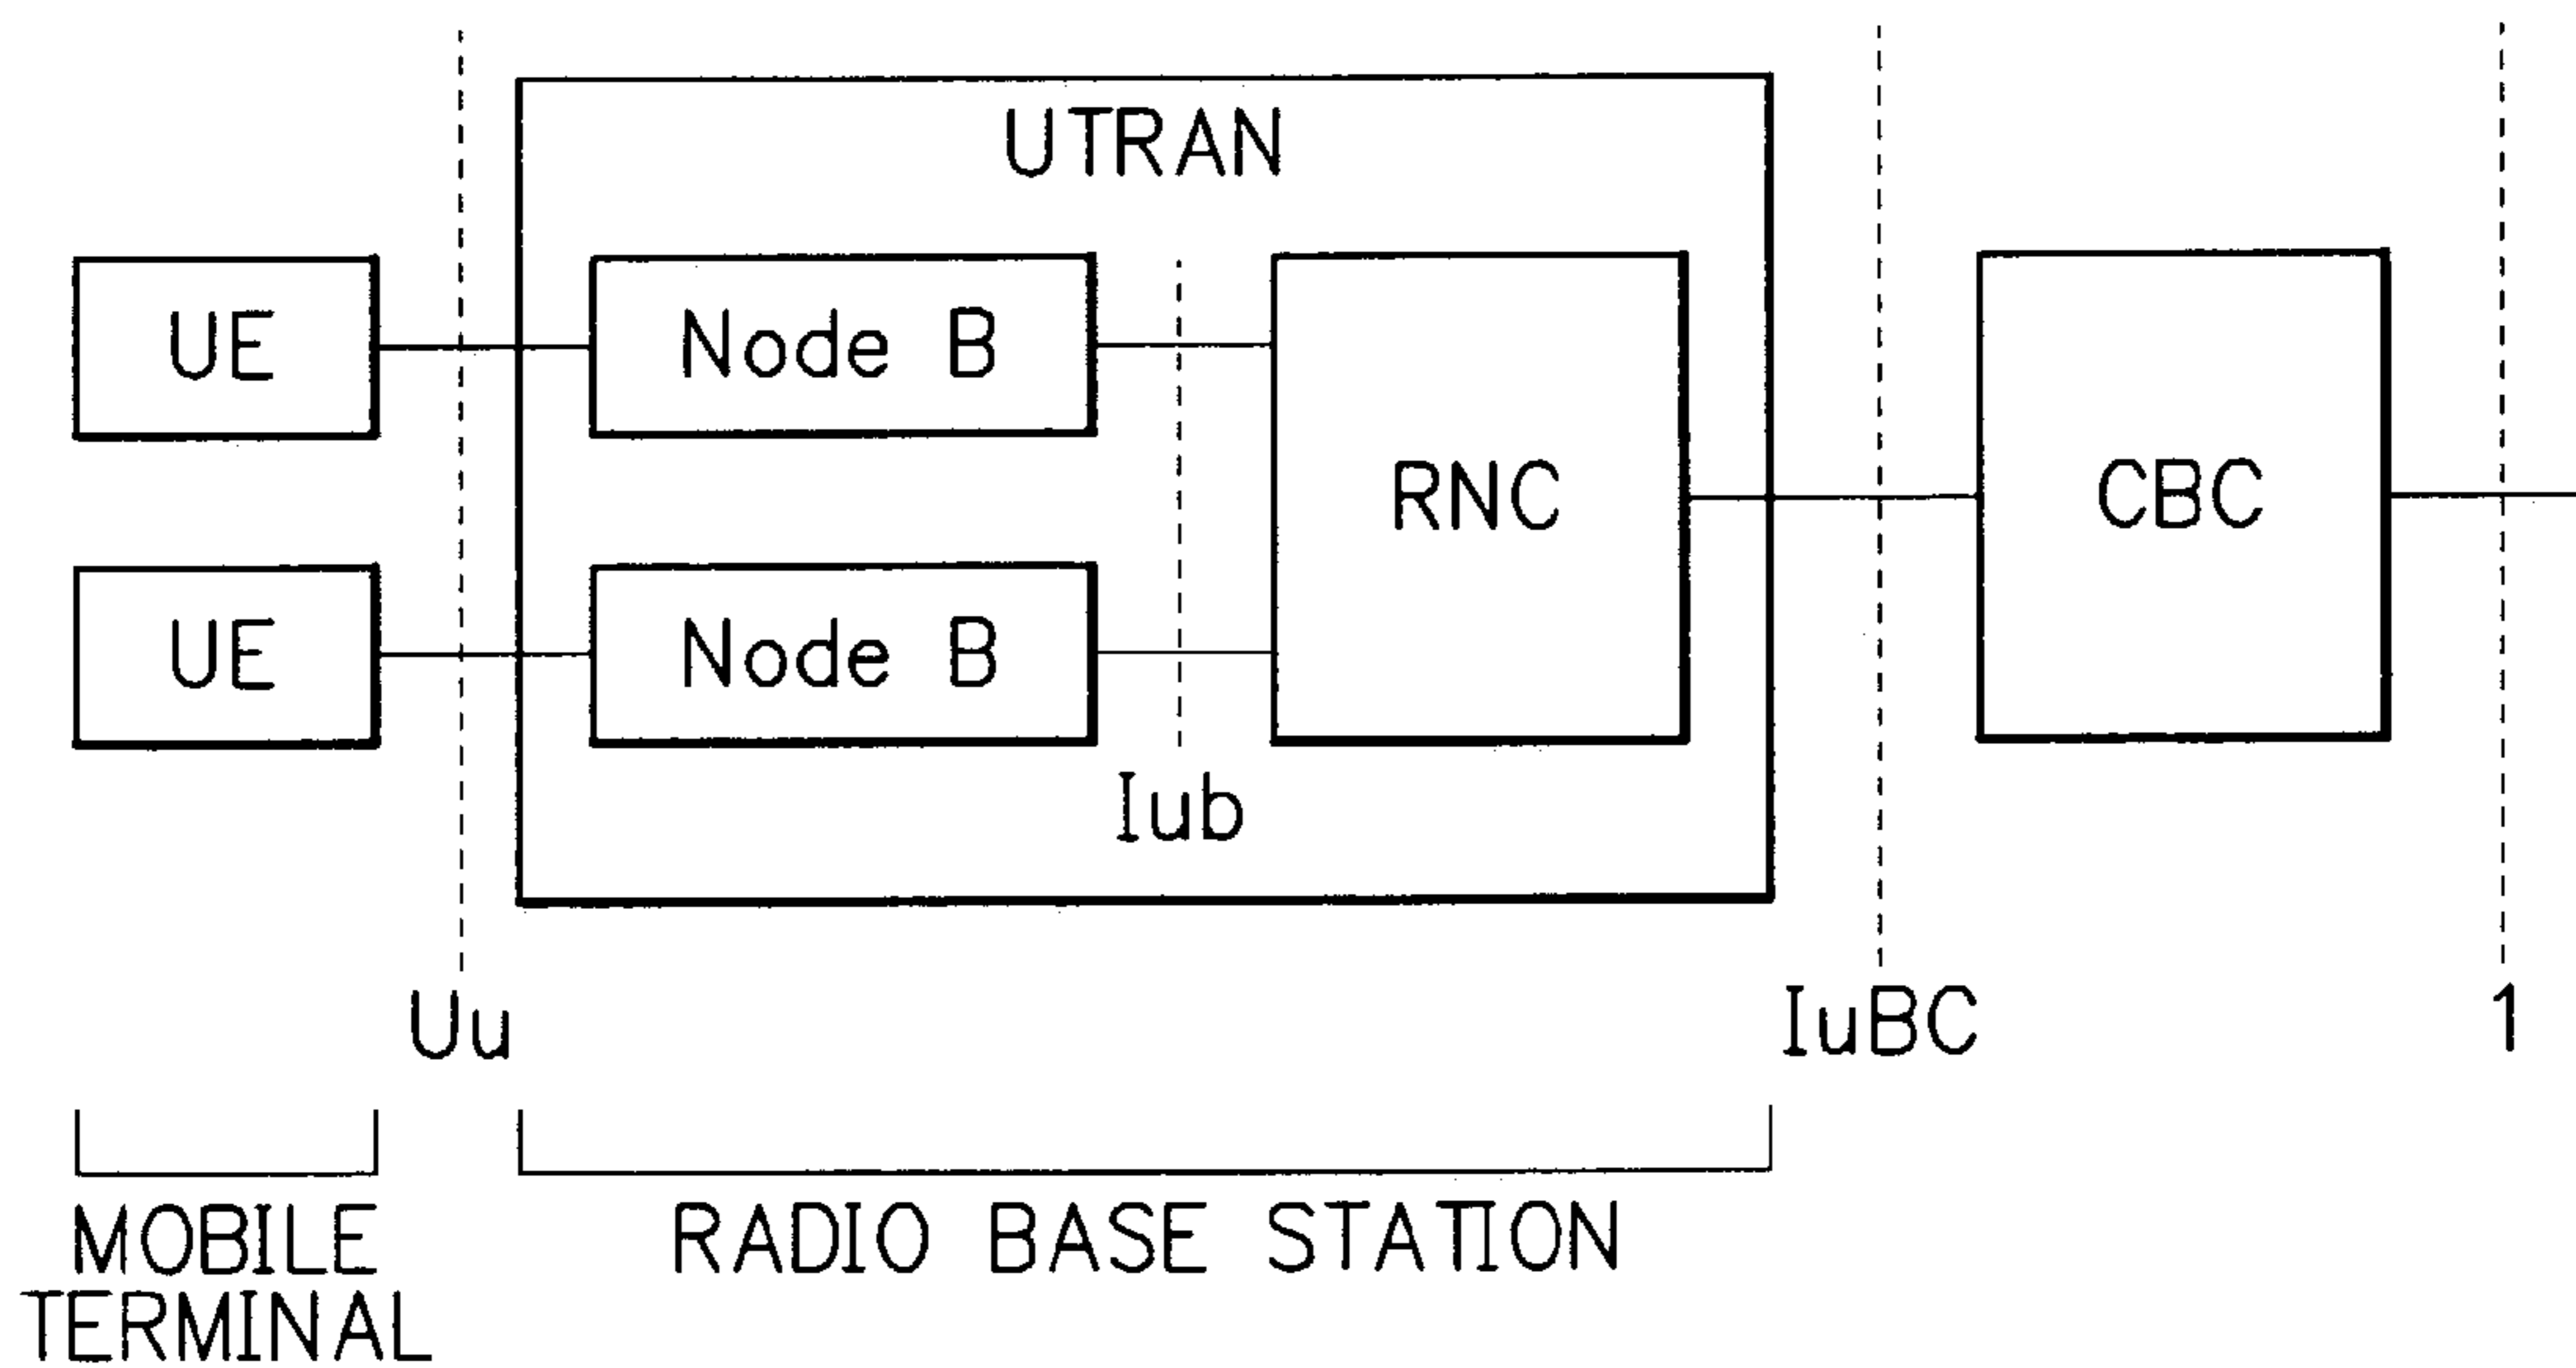 UTRAN
UE
Node B
RNC
CBC
UE
Node B
Iub
Uu
IuBC
1
MOBILE
TERMINAL
RADIO BASE STATION